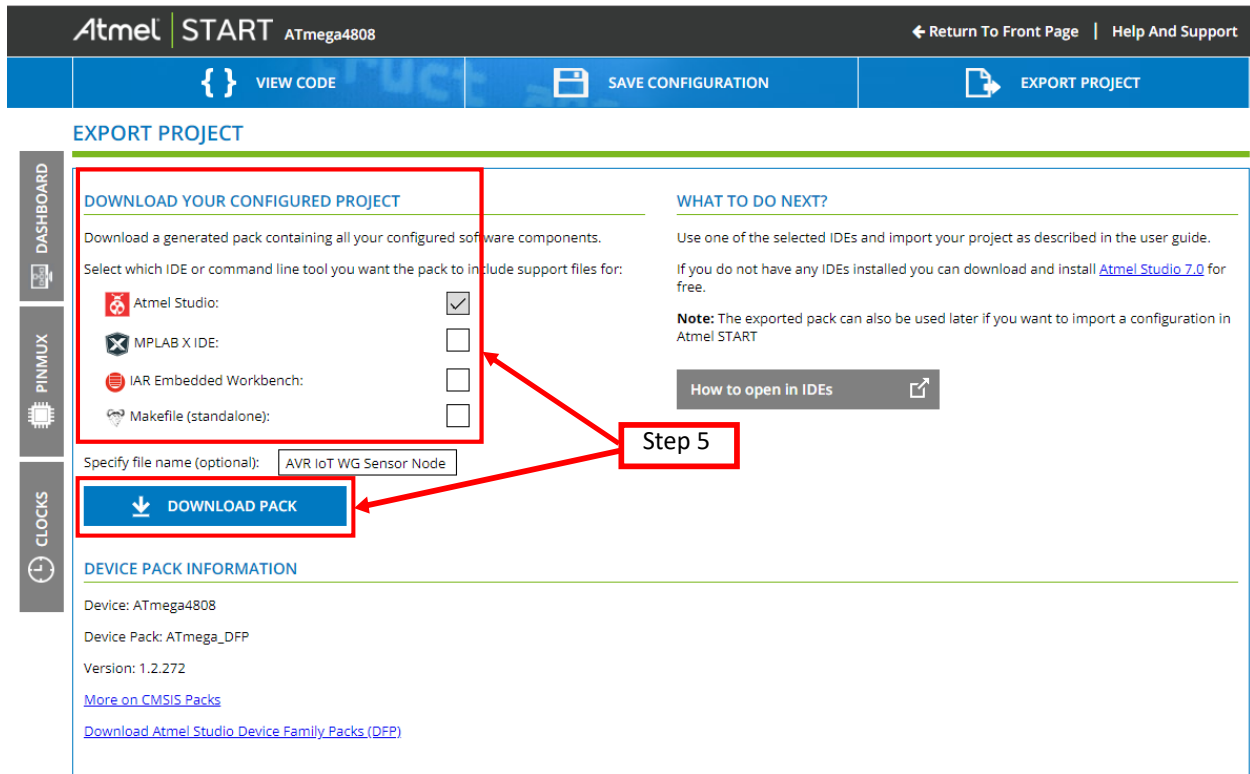 Atmel START ATmega4808
Return To Front Page | Help And Support
{ } VIEW CODE
SAVE CONFIGURATION
EXPORT PROJECT
EXPORT PROJECT
DASHBOARD
PINMUX
CLOCKS
DOWNLOAD YOUR CONFIGURED PROJECT
Download a generated pack containing all your configured software components.
Select which IDE or command line tool you want the pack to include support files for:
Atmel Studio:
MPLAB X IDE:
IAR Embedded Workbench:
Makefile (standalone):
Specify file name (optional): AVR IoT WG Sensor Node
DOWNLOAD PACK
WHAT TO DO NEXT?
Use one of the selected IDEs and import your project as described in the user guide.
If you do not have any IDEs installed you can download and install Atmel Studio 7.0 for
free.
Note: The exported pack can also be used later if you want to import a configuration in
Atmel START
How to open in IDEs
Step 5
DEVICE PACK INFORMATION
Device: ATmega4808
Device Pack: ATmega_DFP
Version: 1.2.272
More on CMSIS Packs
Download Atmel Studio Device Family Packs (DFP)